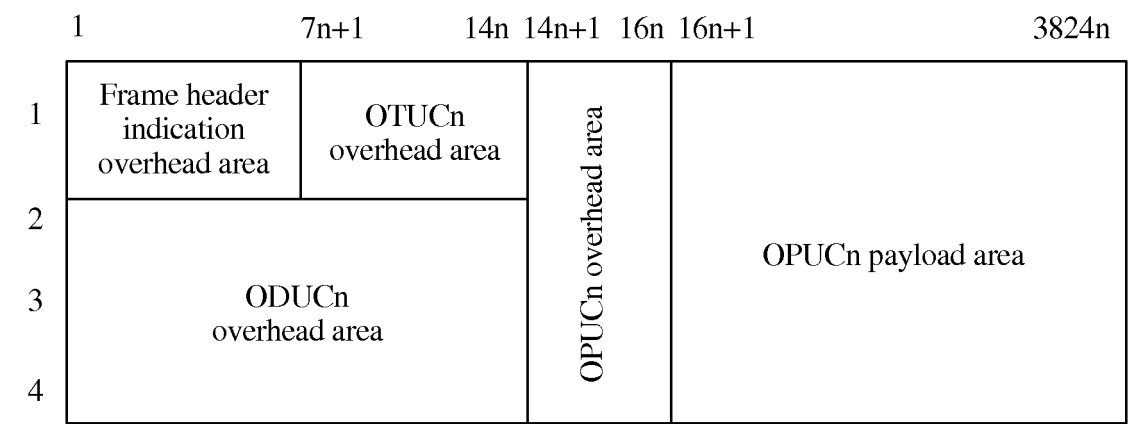 1 7n+1 14n 14n+1 16n 16n+1 3824n
1
Frame header
indication
overhead area
OTUCn
overhead area
2
3
4
ODUCn
overhead area
OPUCn overhead area
OPUCn payload area